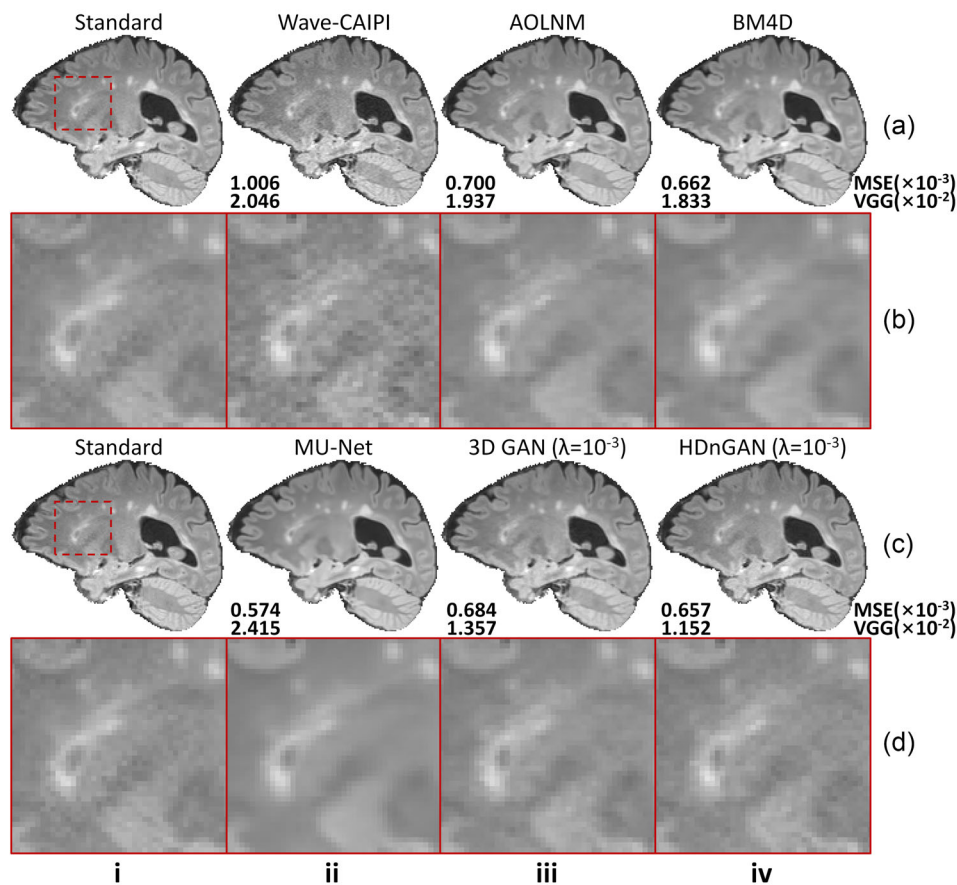 Standard Wave-CAIPI AOLNM BM4D
(a)
1.006 0.700 0.662 MSE(×10⁻³)
2.046 1.937 1.833 VGG(×10⁻²)
(b)
Standard MU-Net 3D GAN (λ=10⁻³) HDnGAN (λ=10⁻³)
(c)
0.574 0.684 0.657 MSE(×10⁻³)
2.415 1.357 1.152 VGG(×10⁻²)
(d)
i ii iii iv